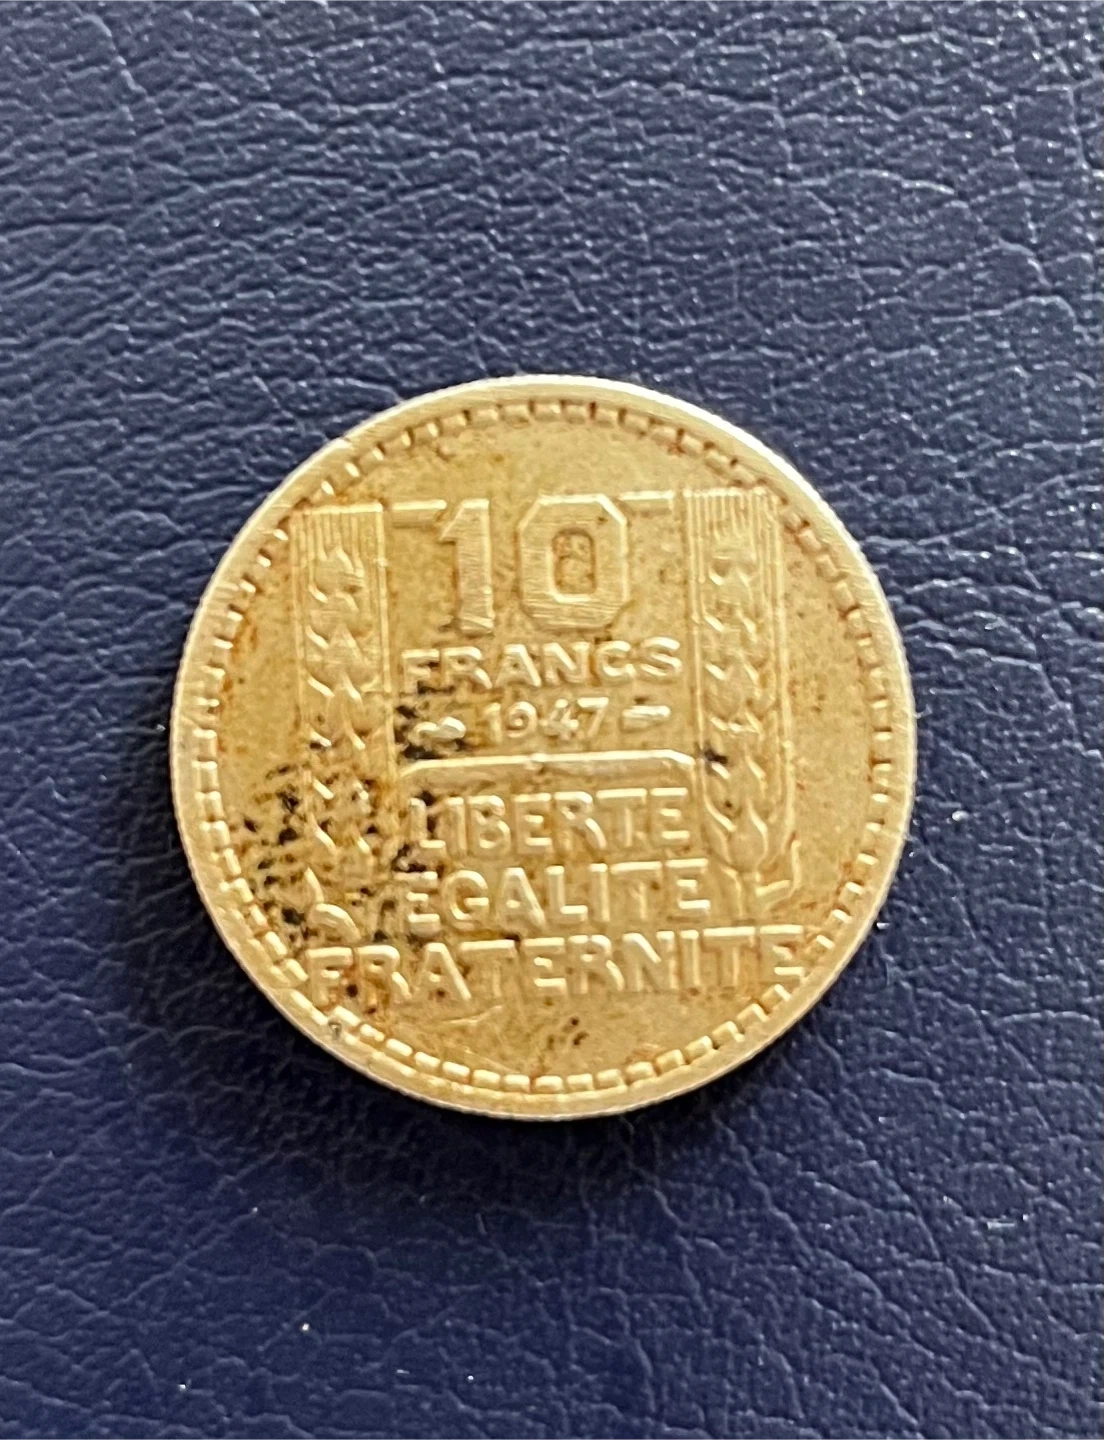 10
FRANCS
1947
LIBERTE
EGALITE
FRATERNITE